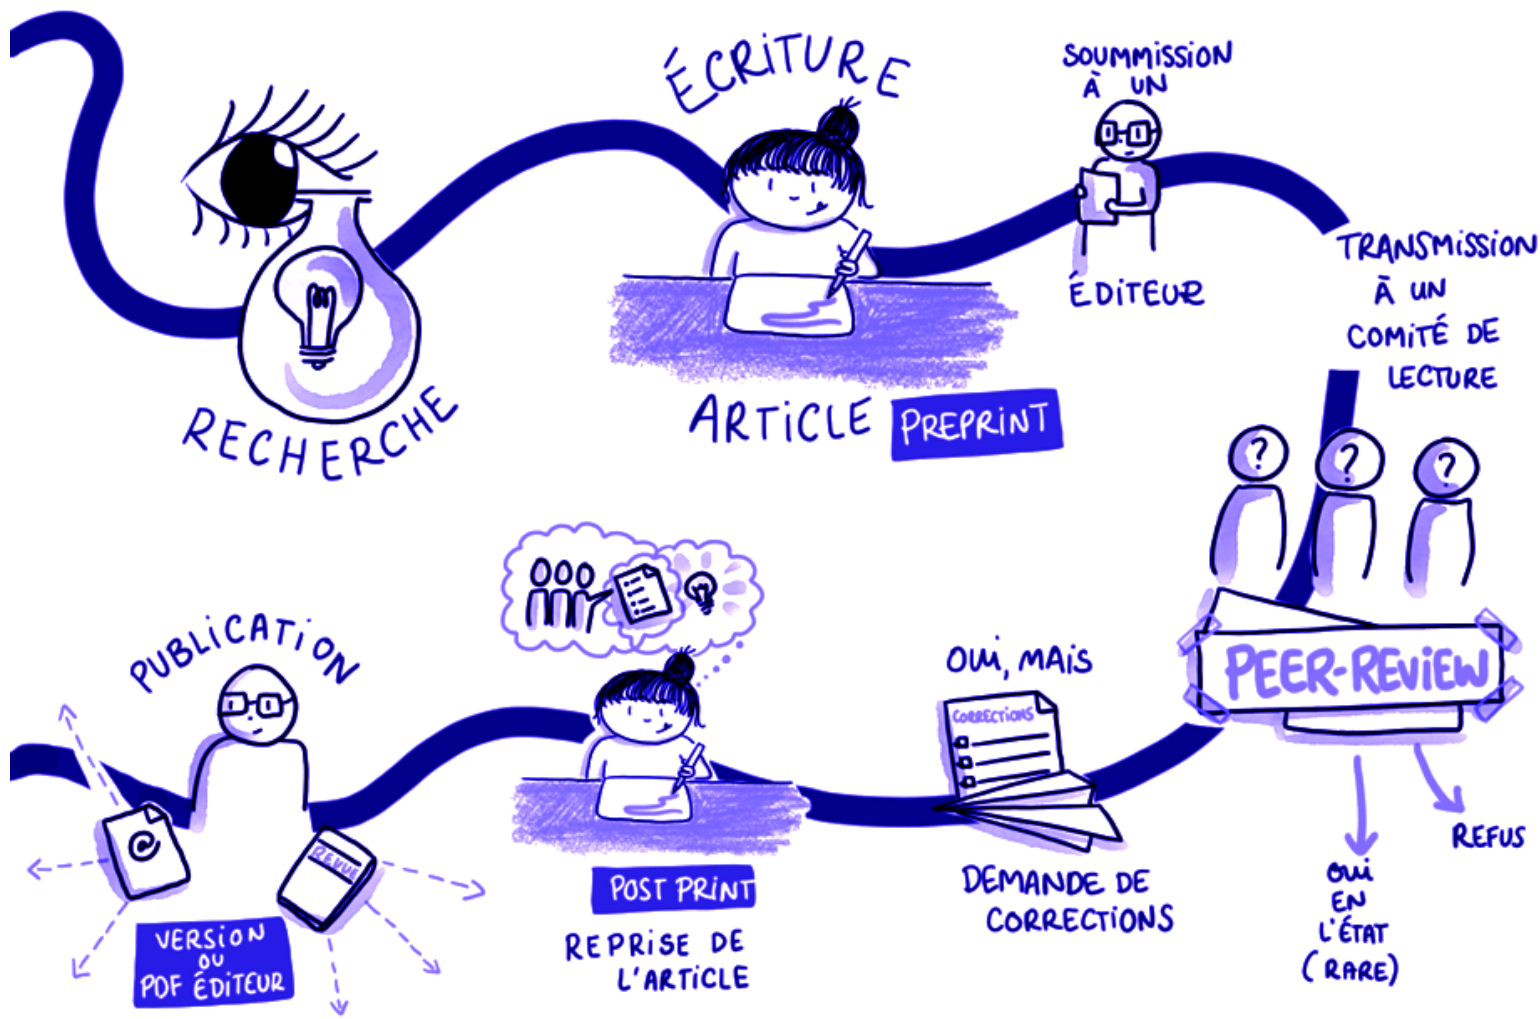 RECHERCHE
ÉCRITURE
ARTICLE PREPRINT
SOUMMISSION
À UN
ÉDITEUR
TRANSMISSION
À UN
COMITÉ DE
LECTURE
?
?
?
PEER-REVIEW
REFUS
OUI
EN
L'ÉTAT
(RARE)
OUI, MAIS
CORRECTIONS
DEMANDE DE
CORRECTIONS
POST PRINT
REPRISE DE
L'ARTICLE
PUBLICATION
@
REVUE
VERSION
OU
PDF ÉDITEUR